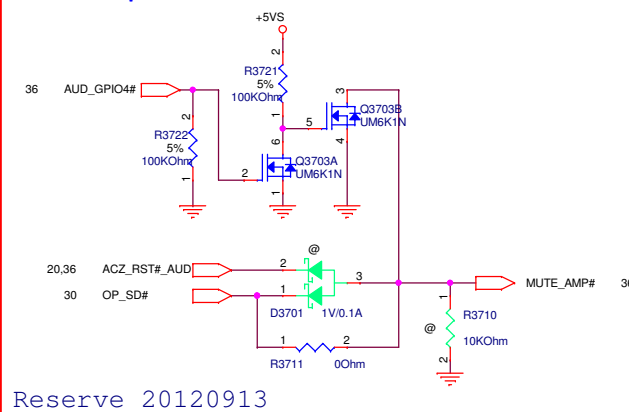 +5VS
2
R3721
5%
100KOhm
1
3
Q3703B
UM6K1N
5
4
36 AUD_GPIO4#
2
R3722
5%
100KOhm
1
6
Q3703A
UM6K1N
2
1
@
20,36 ACZ_RST#_AUD 2
3
30 OP_SD# 1
D3701 1V/0.1A
MUTE_AMP# 36
1
R3710
@
10KOhm
2
1 2
R3711 0Ohm
Reserve 20120913